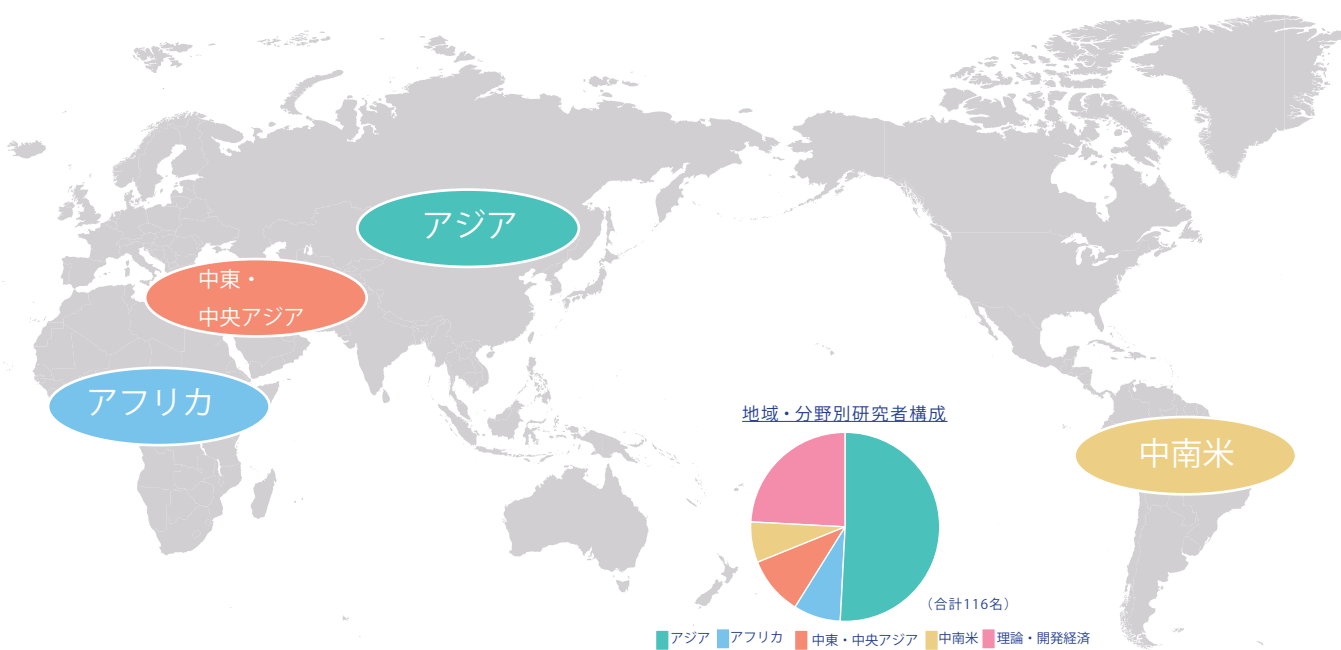 アジア
中東・
中央アジア
アフリカ
中南米
地域・分野別研究者構成
（合計116名）
アジア アフリカ 中東・中央アジア 中南米 理論・開発経済